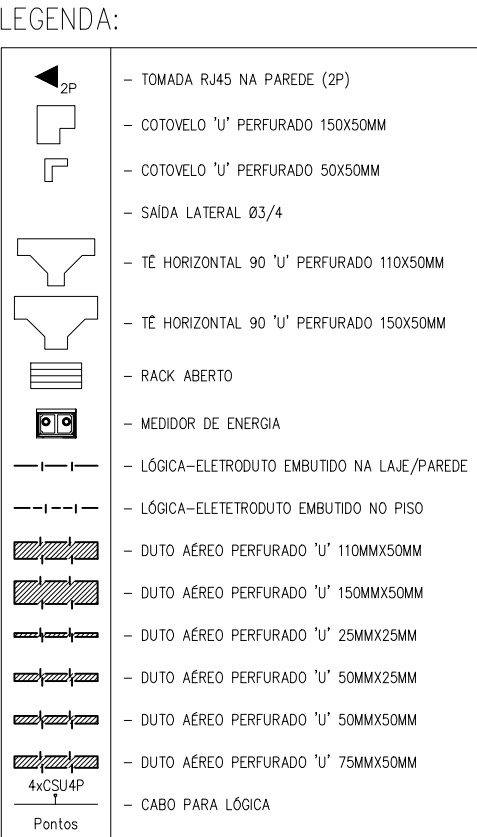 LEGENDA:
2P
- TOMADA RJ45 NA PAREDE (2P)
- COTOVELO 'U' PERFURADO 150X50MM
- COTOVELO 'U' PERFURADO 50X50MM
- SAÍDA LATERAL Ø3/4
- TÊ HORIZONTAL 90 'U' PERFURADO 110X50MM
- TÊ HORIZONTAL 90 'U' PERFURADO 150X50MM
- RACK ABERTO
- MEDIDOR DE ENERGIA
- LÓGICA-ELETRODUTO EMBUTIDO NA LAJE/PAREDE
- LÓGICA-ELETETRODUTO EMBUTIDO NO PISO
- DUTO AÉREO PERFURADO 'U' 110MMX50MM
- DUTO AÉREO PERFURADO 'U' 150MMX50MM
- DUTO AÉREO PERFURADO 'U' 25MMX25MM
- DUTO AÉREO PERFURADO 'U' 50MMX25MM
- DUTO AÉREO PERFURADO 'U' 50MMX50MM
- DUTO AÉREO PERFURADO 'U' 75MMX50MM
4xCSU4P
- CABO PARA LÓGICA
Pontos